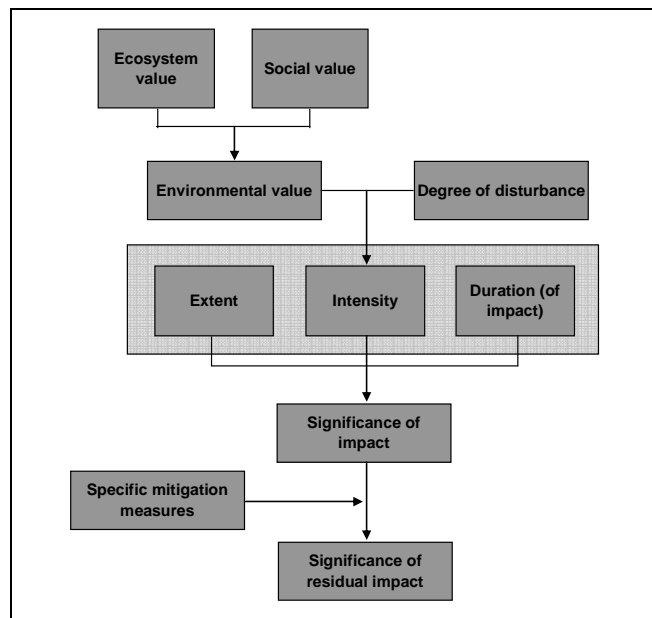 Ecosystem
value
Social value
Environmental value
Degree of disturbance
Extent
Intensity
Duration (of
impact)
Significance of
impact
Specific mitigation
measures
Significance of
residual impact